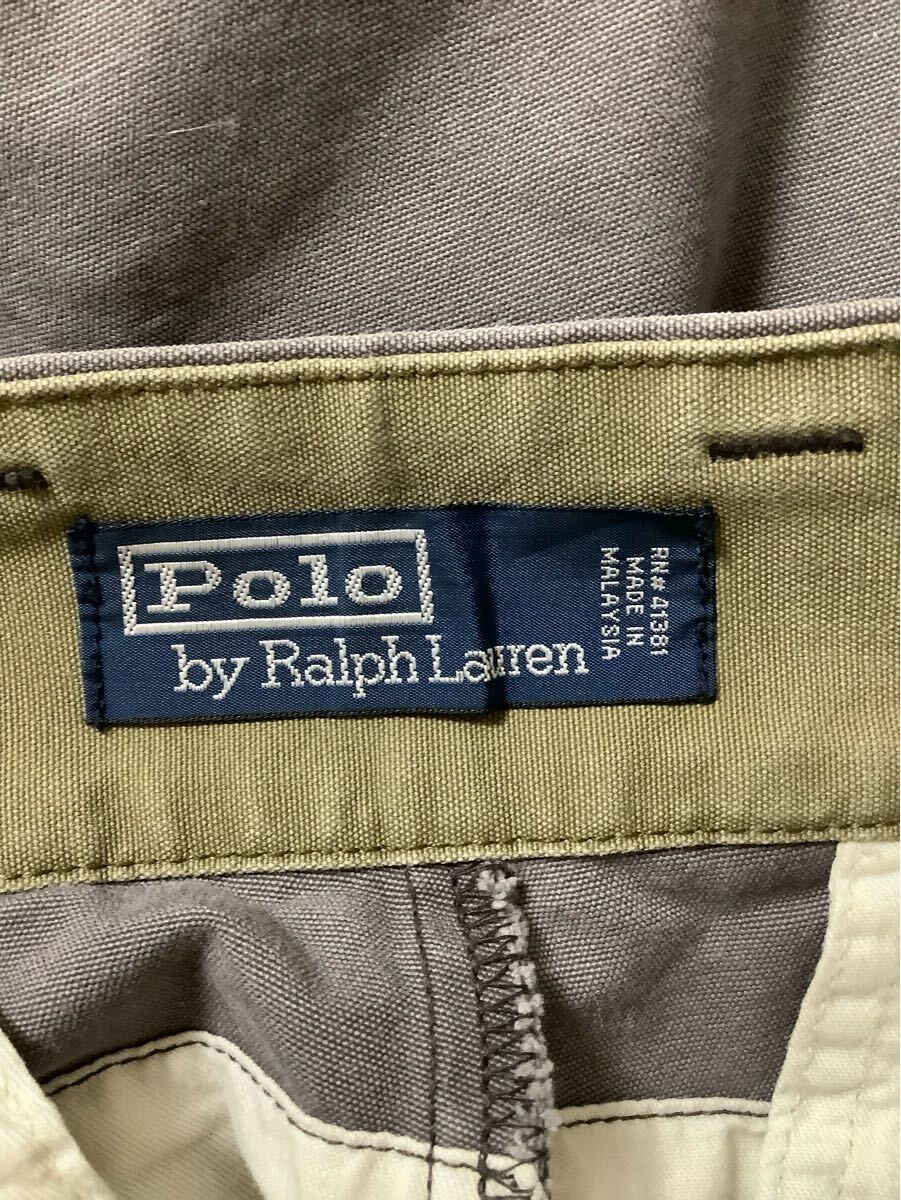 Polo
by Ralph Lauren
RN# 41381
MADE IN
MALAYSIA